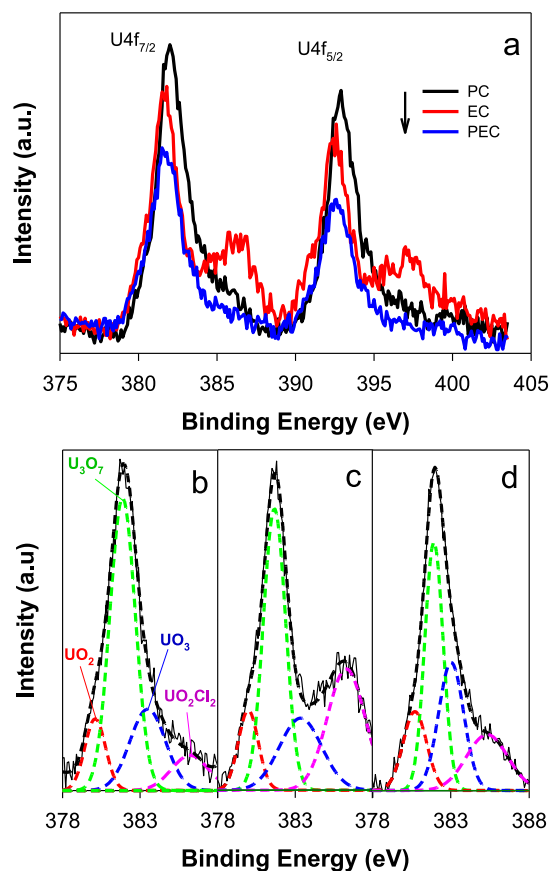 a
U4f7/2
U4f5/2
PC
EC
PEC
Intensity (a.u.)
375 380 385 390 395 400 405
Binding Energy (eV)
b c d
U3O7
UO2
UO3
UO2Cl2
Intensity (a.u)
378 383 378 383 378 383 388
Binding Energy (eV)